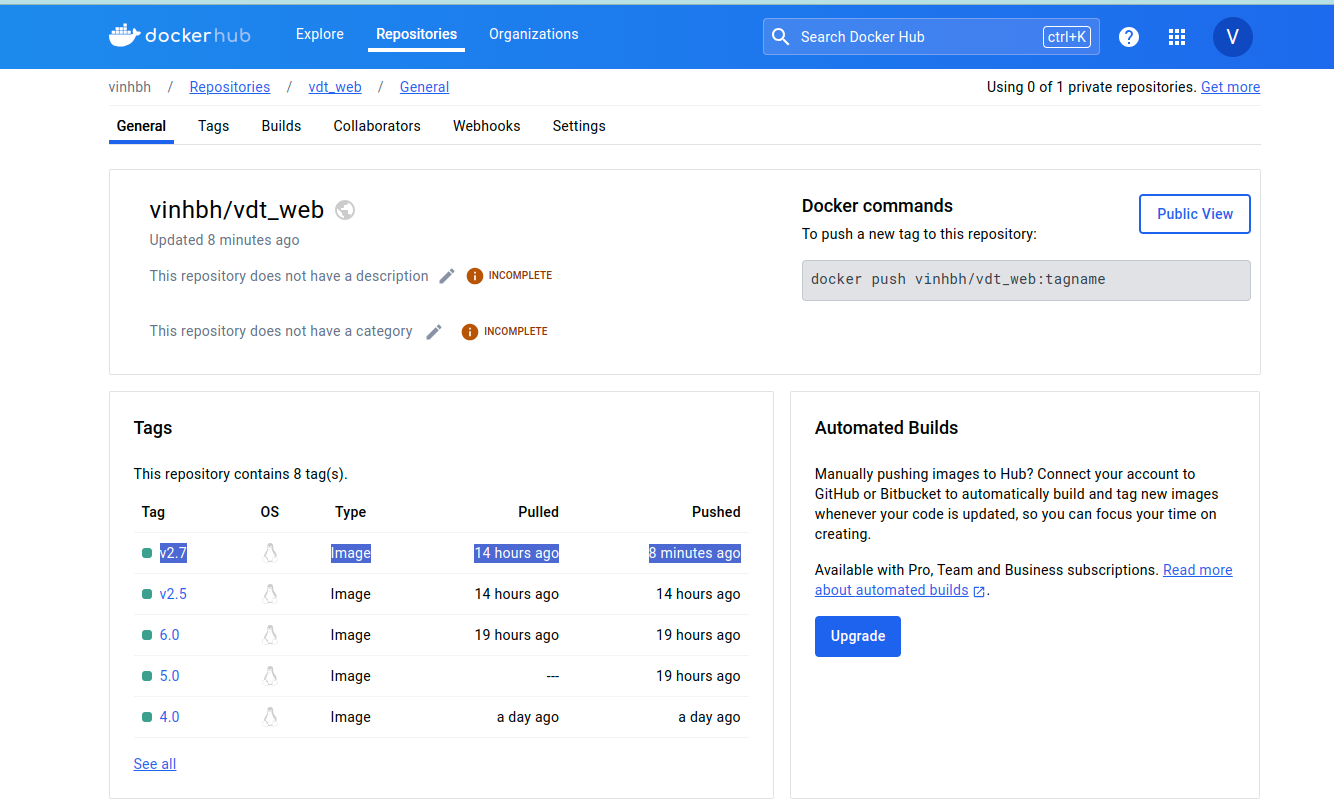 docker hub Explore Repositories Organizations Search Docker Hub ctrl+K ? V
vinhbh / Repositories / vdt_web / General Using 0 of 1 private repositories. Get more
General Tags Builds Collaborators Webhooks Settings
vinhbh/vdt_web
Updated 8 minutes ago
This repository does not have a description INCOMPLETE
This repository does not have a category INCOMPLETE
Docker commands
Public View
To push a new tag to this repository:
docker push vinhbh/vdt_web:tagname
Tags
This repository contains 8 tag(s).
Tag OS Type Pulled Pushed
v2.7 Image 14 hours ago 8 minutes ago
v2.5 Image 14 hours ago 14 hours ago
6.0 Image 19 hours ago 19 hours ago
5.0 Image --- 19 hours ago
4.0 Image a day ago a day ago
See all
Automated Builds
Manually pushing images to Hub? Connect your account to
GitHub or Bitbucket to automatically build and tag new images
whenever your code is updated, so you can focus your time on
creating.
Available with Pro, Team and Business subscriptions. Read more
about automated builds .
Upgrade